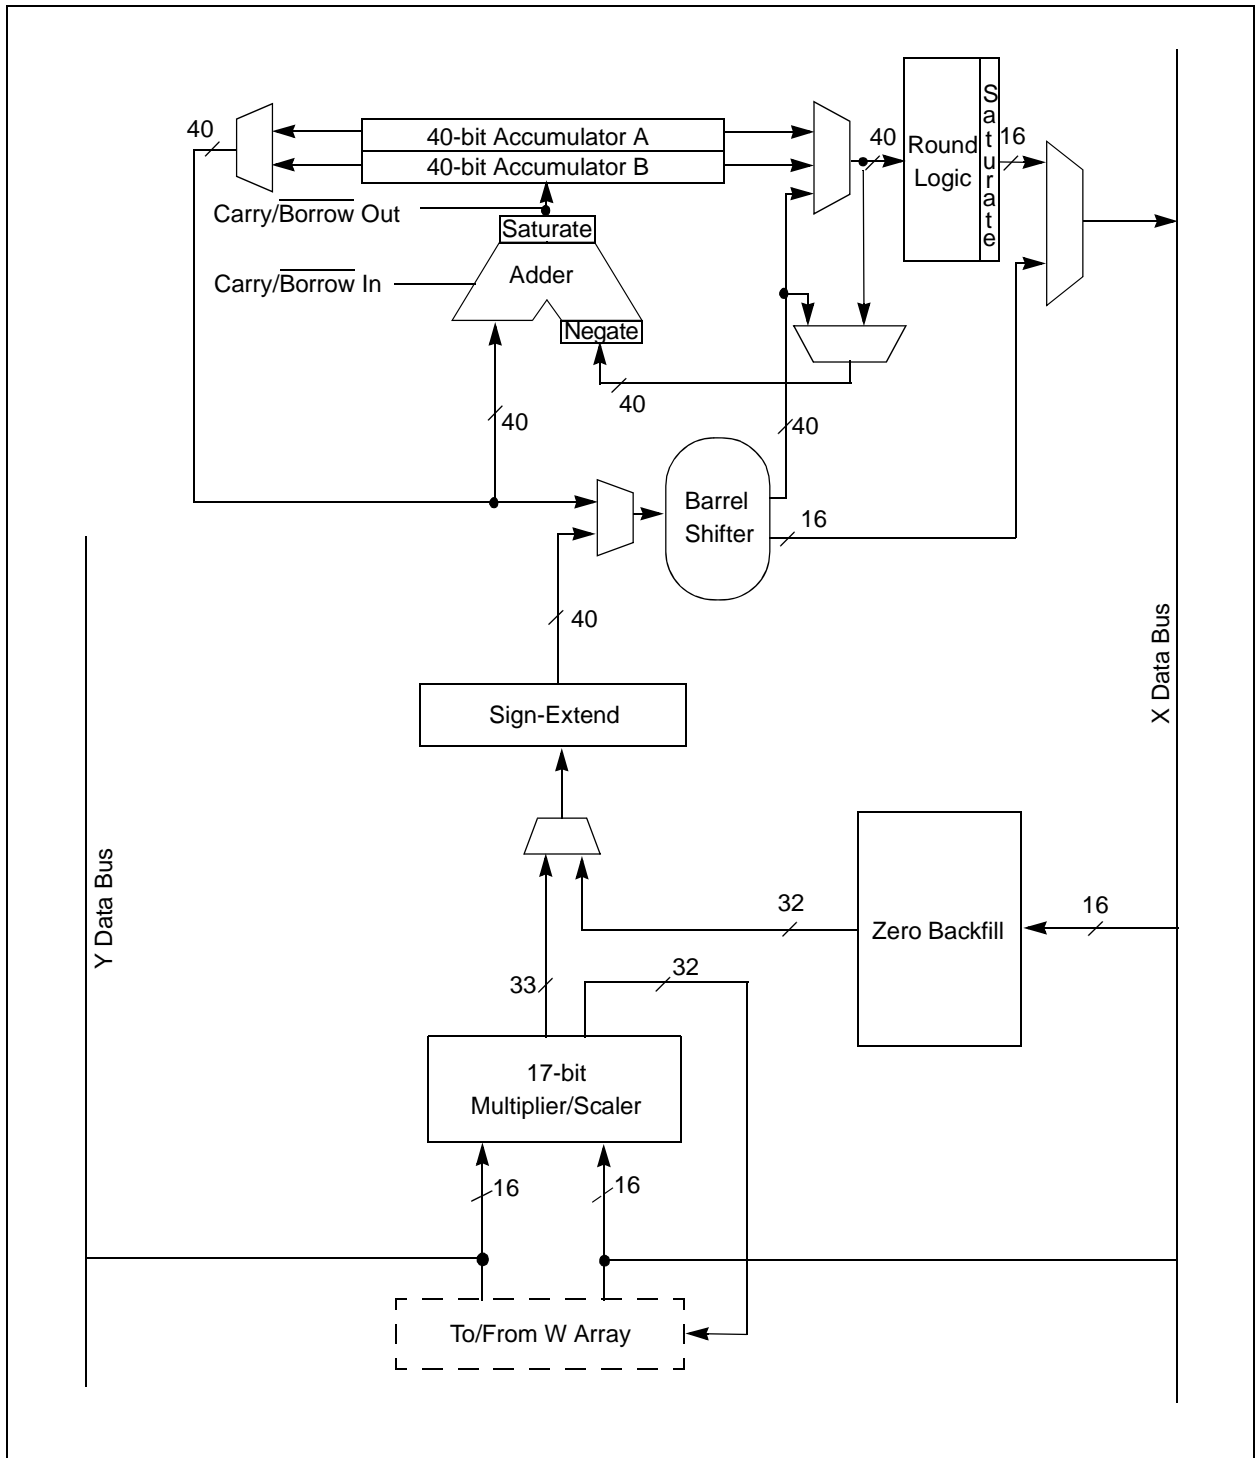 40
40-bit Accumulator A
40-bit Accumulator B
40
Round
Logic
Saturate
16
Carry/Borrow Out
Saturate
Carry/Borrow In
Adder
Negate
40
40
40
Barrel
Shifter
16
40
Sign-Extend
X Data Bus
Y Data Bus
32
Zero Backfill
16
33
32
17-bit
Multiplier/Scaler
16
16
To/From W Array